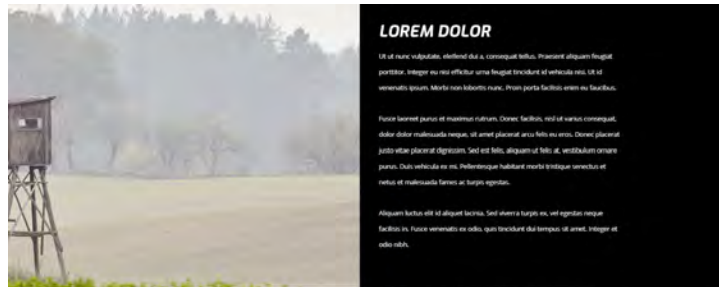 LOREM DOLOR
Ut ut nunc vulputate, eleifend dui a, consequat tellus. Praesent aliquam feugiat
porttitor. Integer eu nisi efficitur urna feugiat tincidunt id vehicula nisi. Ut id
venenatis ipsum. Morbi non lobortis nunc. Proin porta facilisis enim eu faucibus.
Fusce laoreet purus et maximus rutrum. Donec facilisis, nisl ut varius consequat,
dolor dolor malesuada neque, sit amet placerat arcu felis eu eros. Donec placerat
justo vitae placerat dignissim. Sed est felis, aliquam ut felis at, vestibulum ornare
purus. Duis vehicula ex mi. Pellentesque habitant morbi tristique senectus et
netus et malesuada fames ac turpis egestas.
Aliquam luctus elit id aliquet lacinia. Sed viverra turpis ex, vel egestas neque
facilisis in. Fusce venenatis ex odio, quis tincidunt dui tempus sit amet. Integer et
odio nibh.